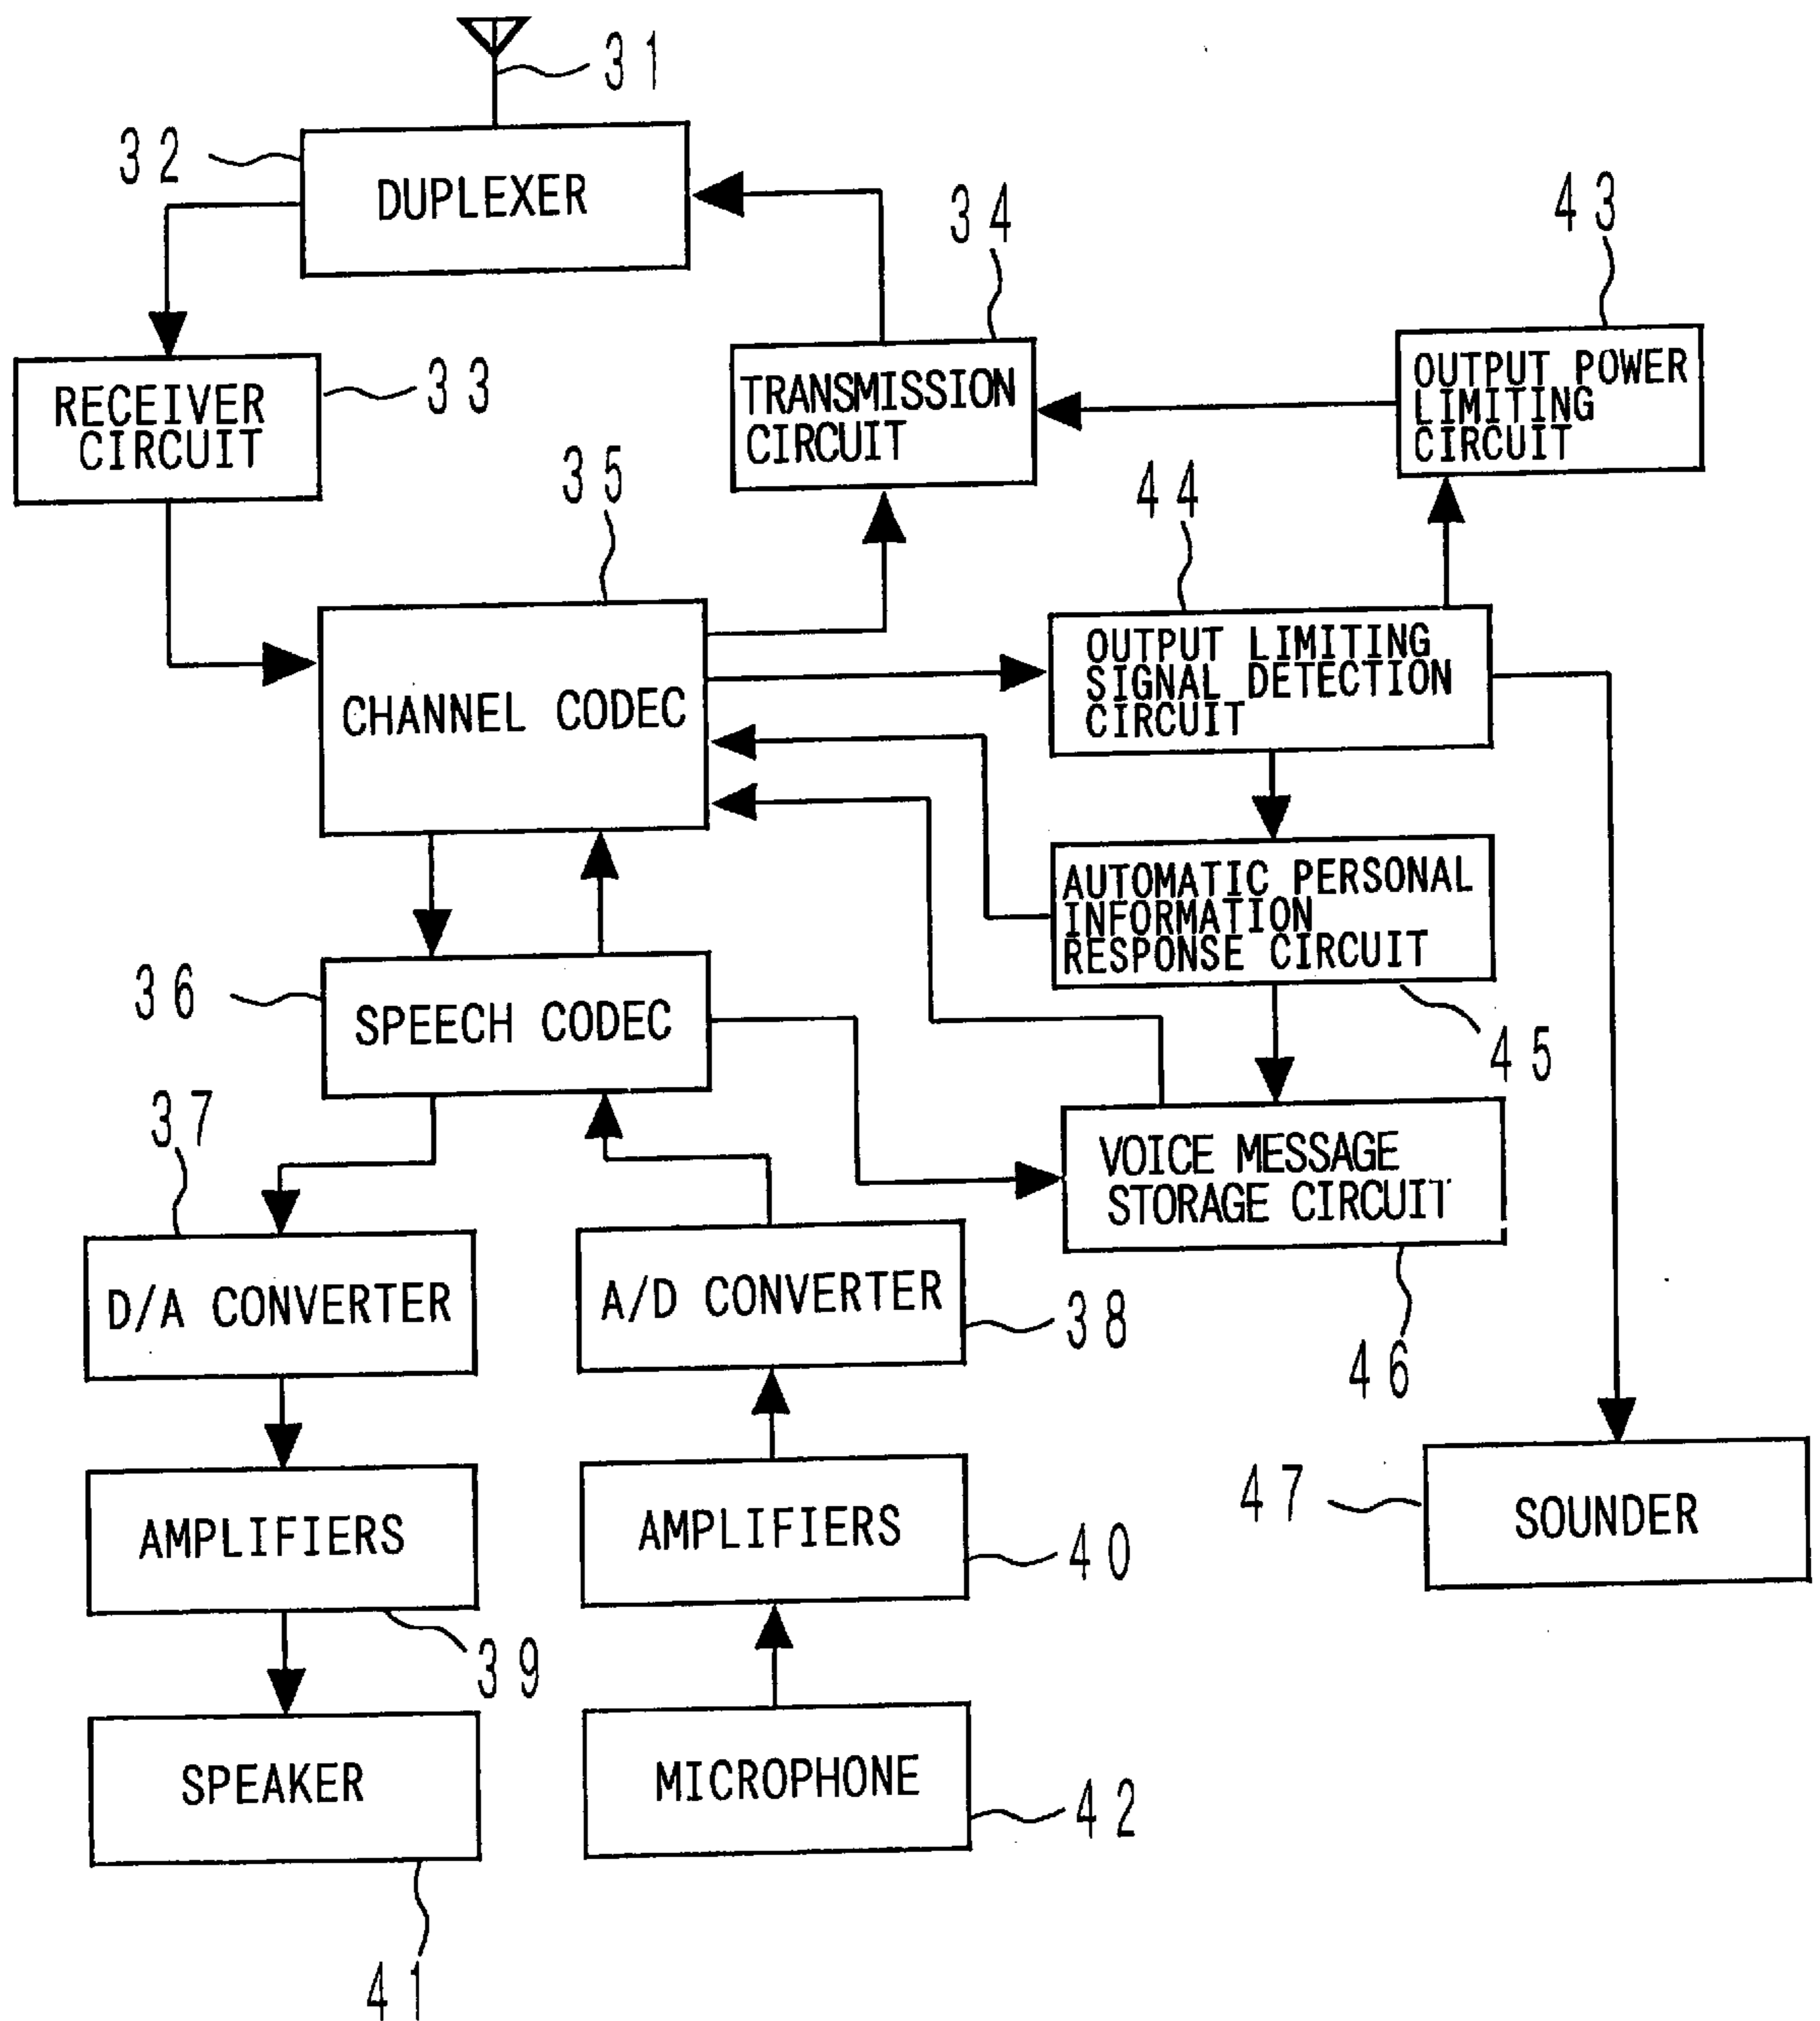 31
32
DUPLEXER
34
43
RECEIVER
CIRCUIT
33
TRANSMISSION
CIRCUIT
OUTPUT POWER
LIMITING
CIRCUIT
35
44
CHANNEL CODEC
OUTPUT LIMITING
SIGNAL DETECTION
CIRCUIT
AUTOMATIC PERSONAL
INFORMATION
RESPONSE CIRCUIT
36
SPEECH CODEC
45
37
VOICE MESSAGE
STORAGE CIRCUIT
D/A CONVERTER
A/D CONVERTER
38
46
AMPLIFIERS
AMPLIFIERS
40
47
SOUNDER
39
SPEAKER
MICROPHONE
42
41